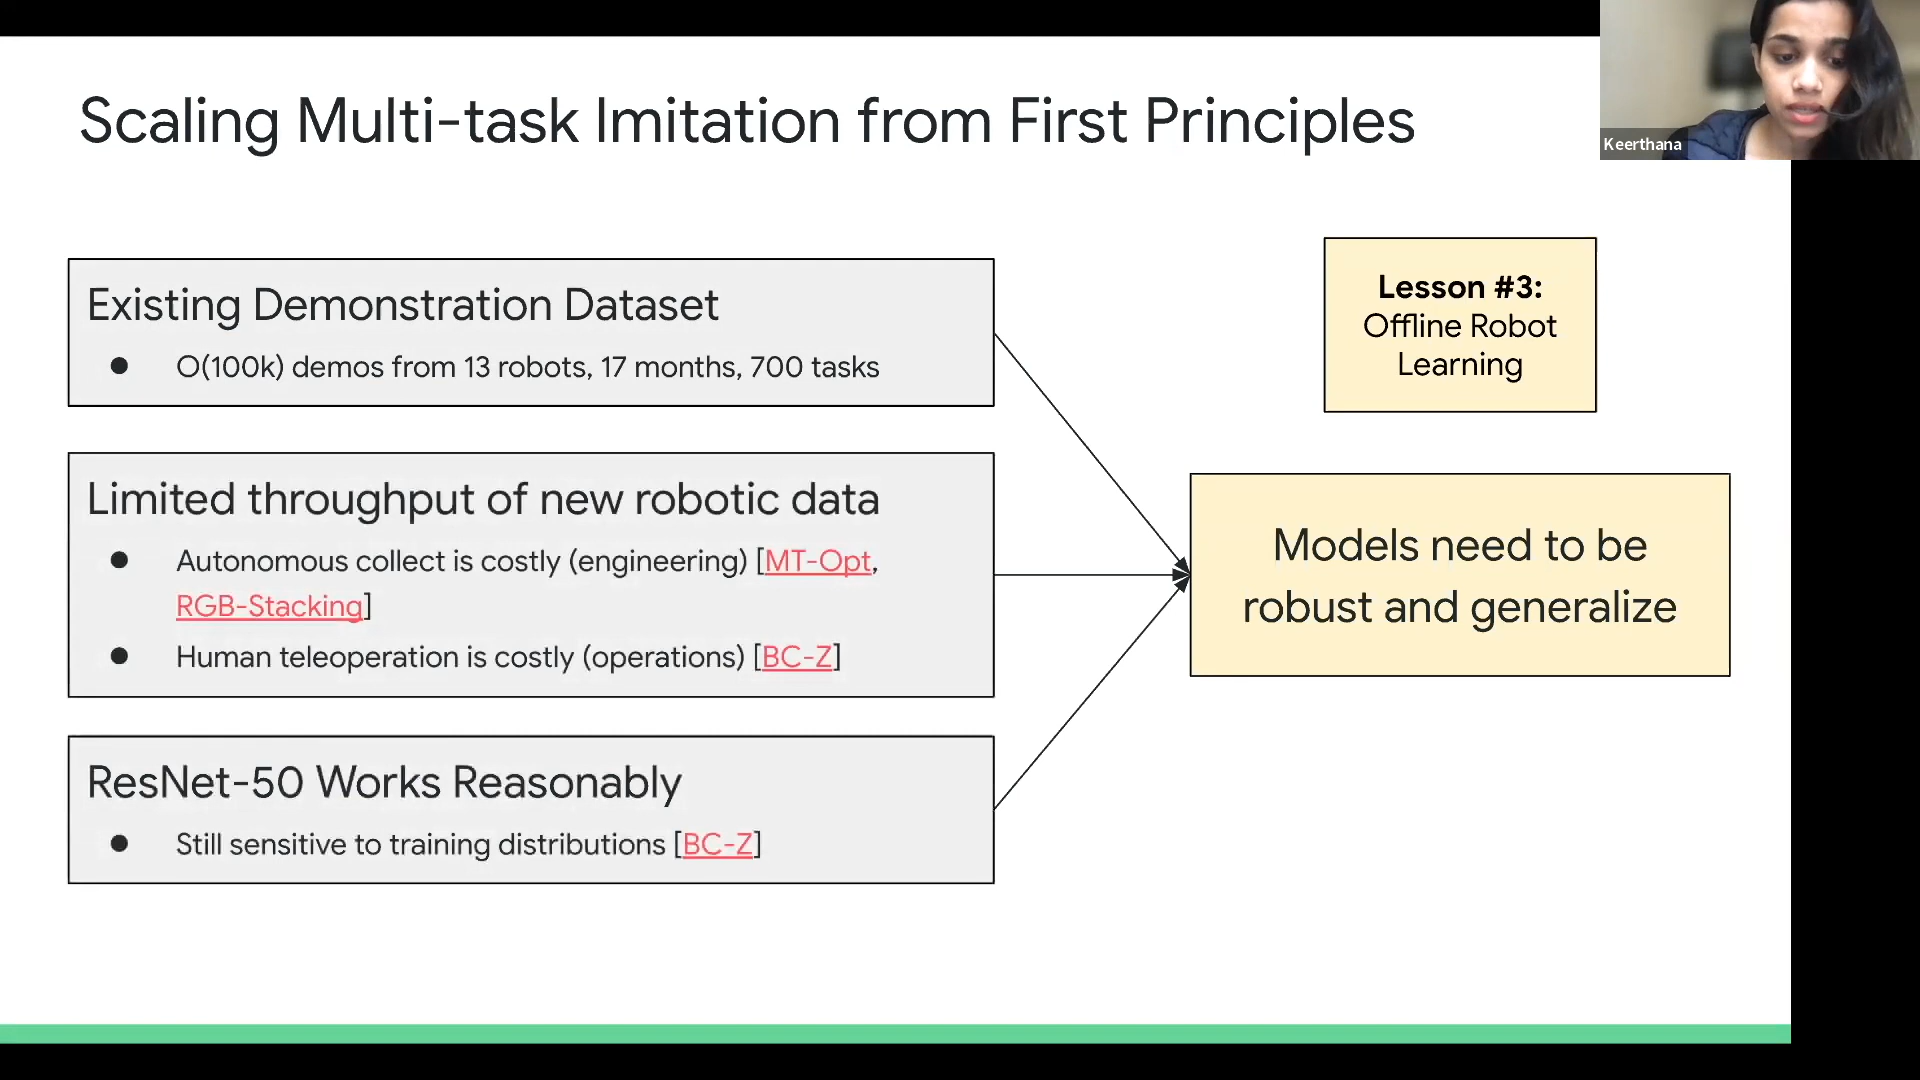 Scaling Multi-task Imitation from First Principles
Keerthana
Existing Demonstration Dataset
● O(100k) demos from 13 robots, 17 months, 700 tasks
Limited throughput of new robotic data
● Autonomous collect is costly (engineering) [MT-Opt,
RGB-Stacking]
● Human teleoperation is costly (operations) [BC-Z]
ResNet-50 Works Reasonably
● Still sensitive to training distributions [BC-Z]
Lesson #3:
Offline Robot
Learning
Models need to be
robust and generalize